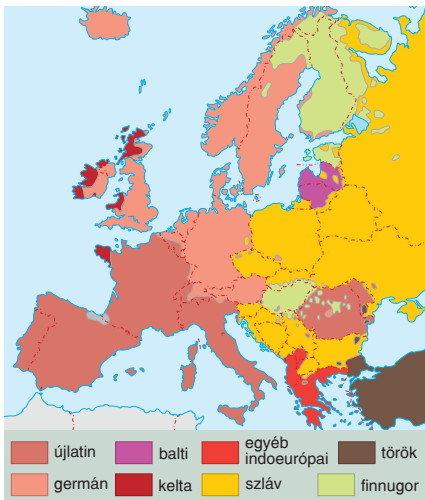 újlatin
balti
egyéb
indoeurópai
török
germán
kelta
szláv
finnugor